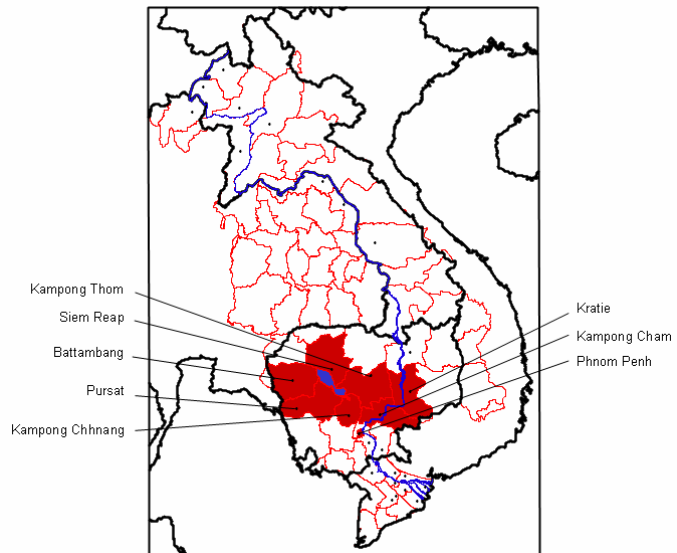 Kampong Thom
Siem Reap
Battambang
Pursat
Kampong Chhnang
Kratie
Kampong Cham
Phnom Penh